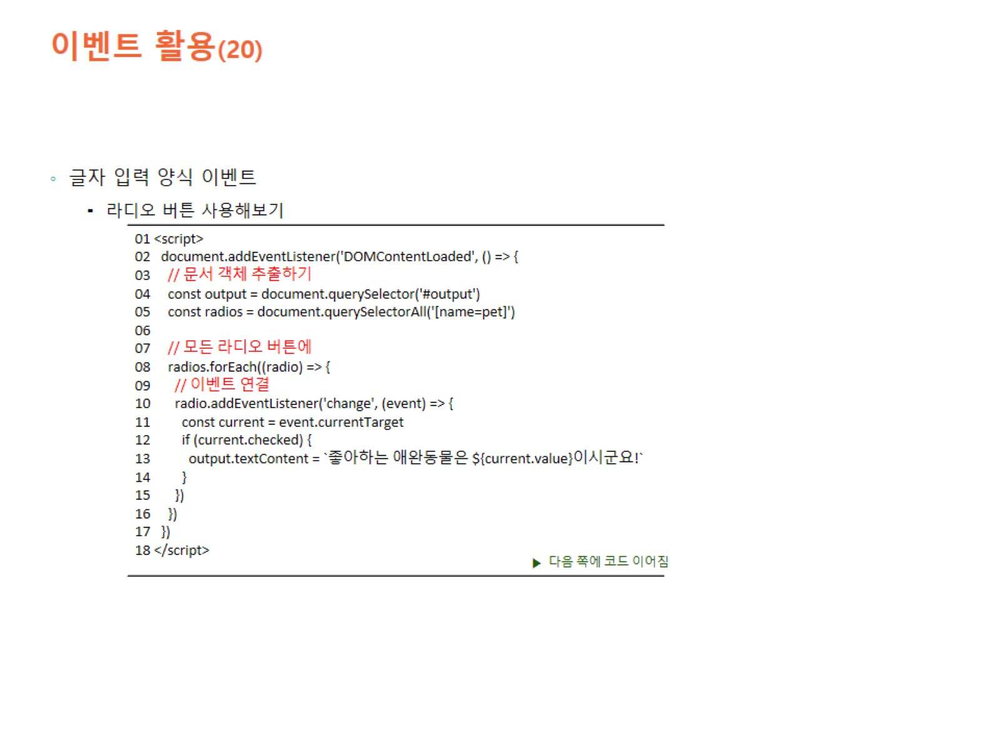 이벤트 활용(20)
◦ 글자 입력 양식 이벤트
▪ 라디오 버튼 사용해보기
01 <script>
02   document.addEventListener('DOMContentLoaded', () => {
03     // 문서 객체 추출하기
04     const output = document.querySelector('#output')
05     const radios = document.querySelectorAll('[name=pet]')
06
07     // 모든 라디오 버튼에
08     radios.forEach((radio) => {
09       // 이벤트 연결
10       radio.addEventListener('change', (event) => {
11         const current = event.currentTarget
12         if (current.checked) {
13           output.textContent = `좋아하는 애완동물은 ${current.value}이시군요!`
14         }
15       })
16     })
17   })
18 </script>
▶ 다음 쪽에 코드 이어짐